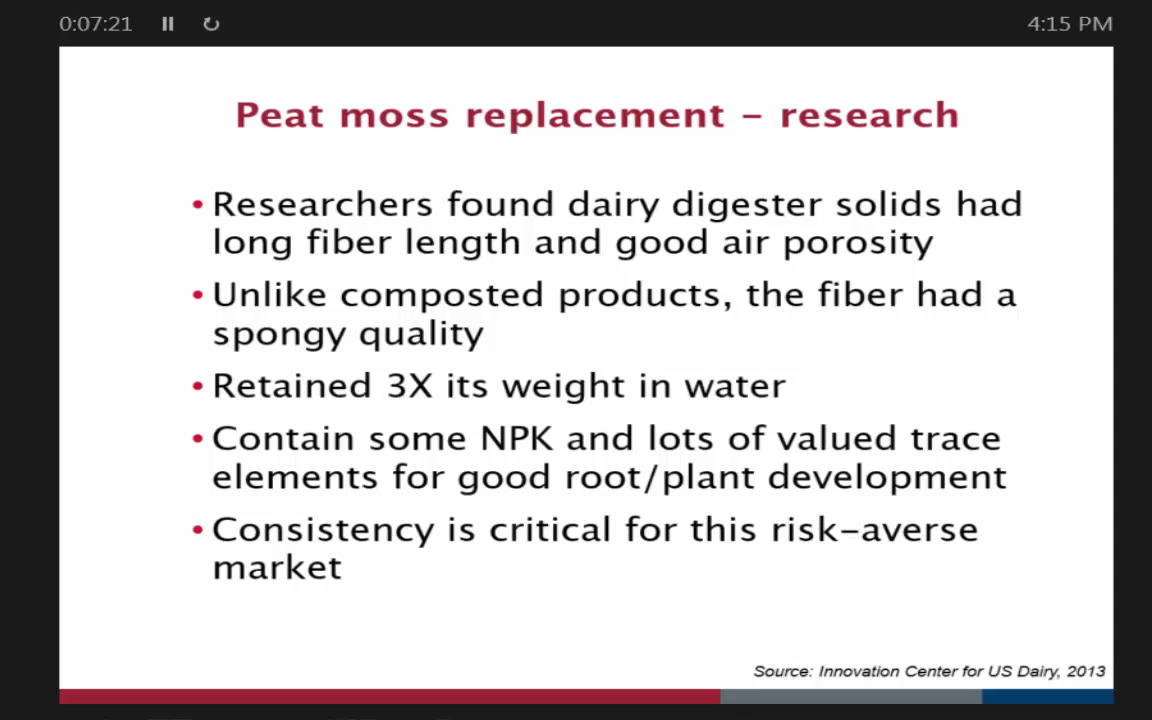 0:07:21
4:15 PM
Peat moss replacement – research
• Researchers found dairy digester solids had
long fiber length and good air porosity
• Unlike composted products, the fiber had a
spongy quality
• Retained 3X its weight in water
• Contain some NPK and lots of valued trace
elements for good root/plant development
• Consistency is critical for this risk–averse
market
Source: Innovation Center for US Dairy, 2013